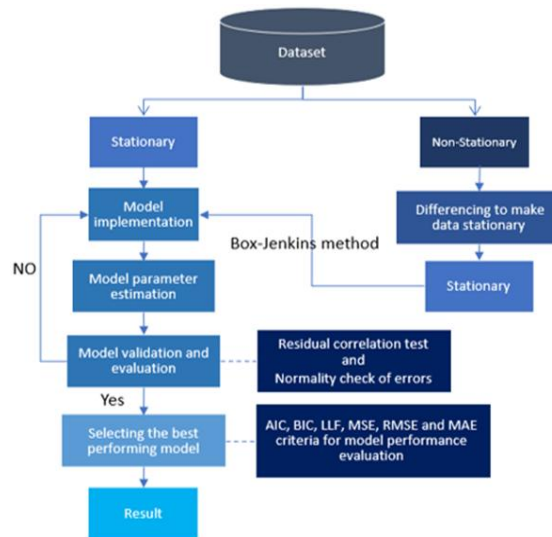 Dataset
Stationary
Non-Stationary
Model
implementation
Differencing to make
data stationary
Box-Jenkins method
NO
Model parameter
estimation
Stationary
Model validation and
evaluation
Residual correlation test
and
Normality check of errors
Yes
Selecting the best
performing model
AIC, BIC, LLF, MSE, RMSE and MAE
criteria for model performance
evaluation
Result